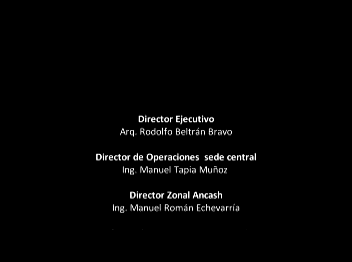 Director Ejecutivo
Arq. Rodolfo Beltrán Bravo
Director de Operaciones sede central
Ing. Manuel Tapia Muñoz
Director Zonal Ancash
Ing. Manuel Román Echevarría